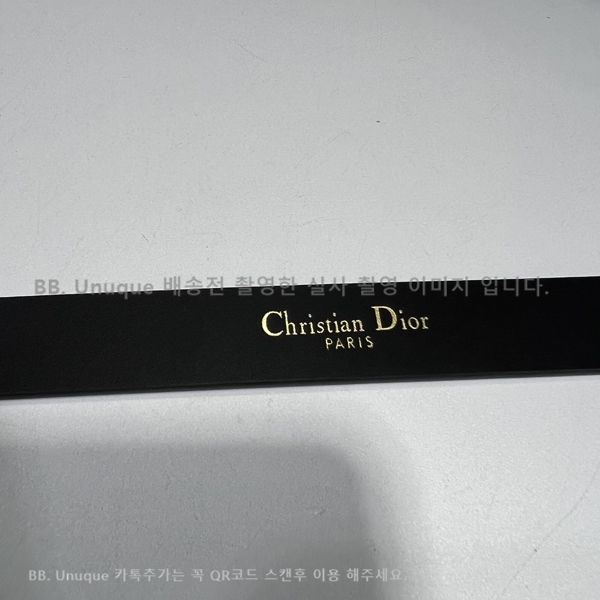 BB. Unuque 배송전 촬영한 실사 촬영 이미지 입니다.
Christian Dior
PARIS
BB. Unuque 카톡추가는 꼭 QR코드 스캔후 이용 해주세요.